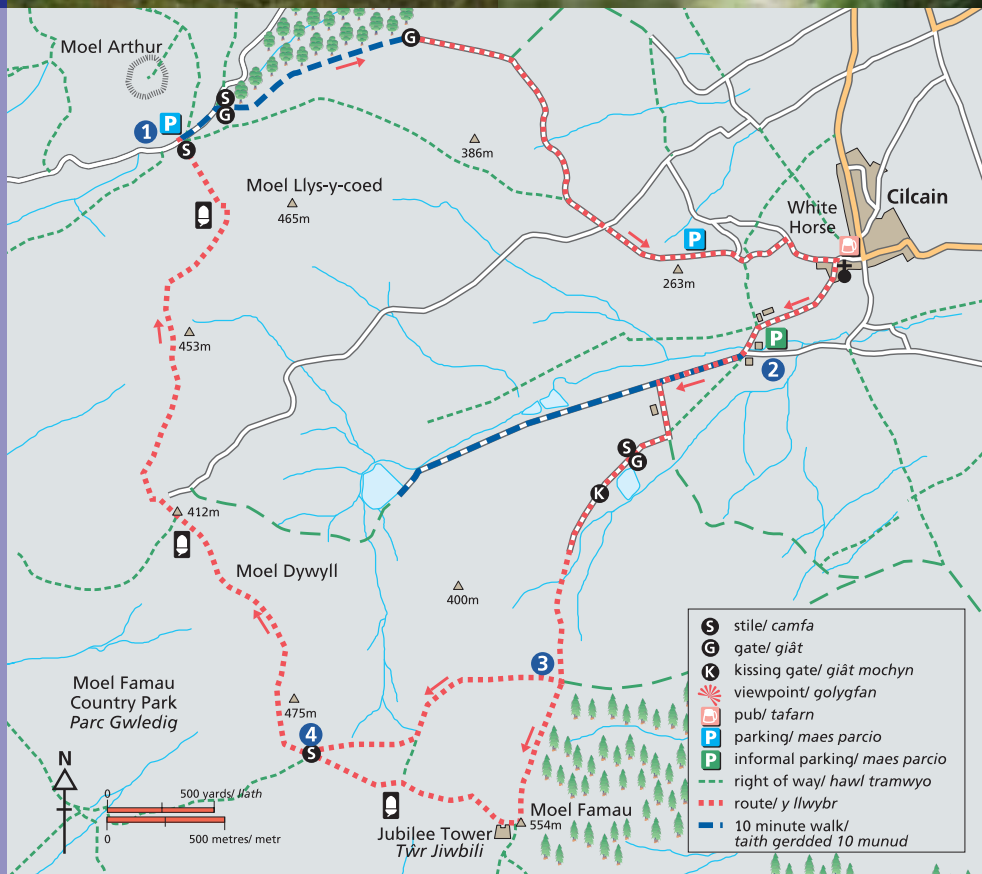 Moel Arthur
G
S
G
1
P
S
386m
Moel Llys-y-coed
465m
White
Horse
Cilcain
P
263m
453m
P
2
S
G
K
412m
Moel Dywyll
400m
3
Moel Famau
Country Park
Parc Gwledig
475m
4
S
N
0 500 yards/ llath
0 500 metres/ metr
Moel Famau
554m
Jubilee Tower
Twr Jiwbili
S stile/ camfa
G gate/ giât
K kissing gate/ giât mochyn
viewpoint/ golygfan
pub/ tafarn
P parking/ maes parcio
P informal parking/ maes parcio
right of way/ hawl tramwyo
route/ y llwybr
10 minute walk/
taith gerdded 10 munud